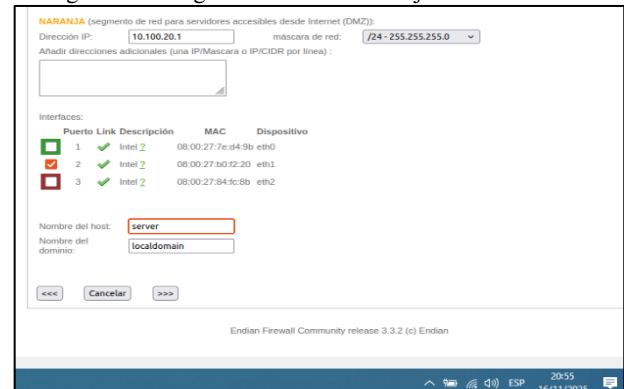 NARANJA (segmento de red para servidores accesibles desde Internet (DMZ)):
Dirección IP: 10.100.20.1 máscara de red: /24 - 255.255.255.0
Añadir direcciones adicionales (una IP/Mascara o IP/CIDR por línea) :
Interfaces:
Puerto Link Descripción MAC Dispositivo
1 Intel ? 08:00:27:7e:d4:9b eth0
2 Intel ? 08:00:27:b0:f2:20 eth1
3 Intel ? 08:00:27:84:fc:8b eth2
Nombre del host: server
Nombre del
dominio: localdomain
<<< Cancelar >>>
Endian Firewall Community release 3.3.2 (c) Endian
ESP 20:55
16/11/2025